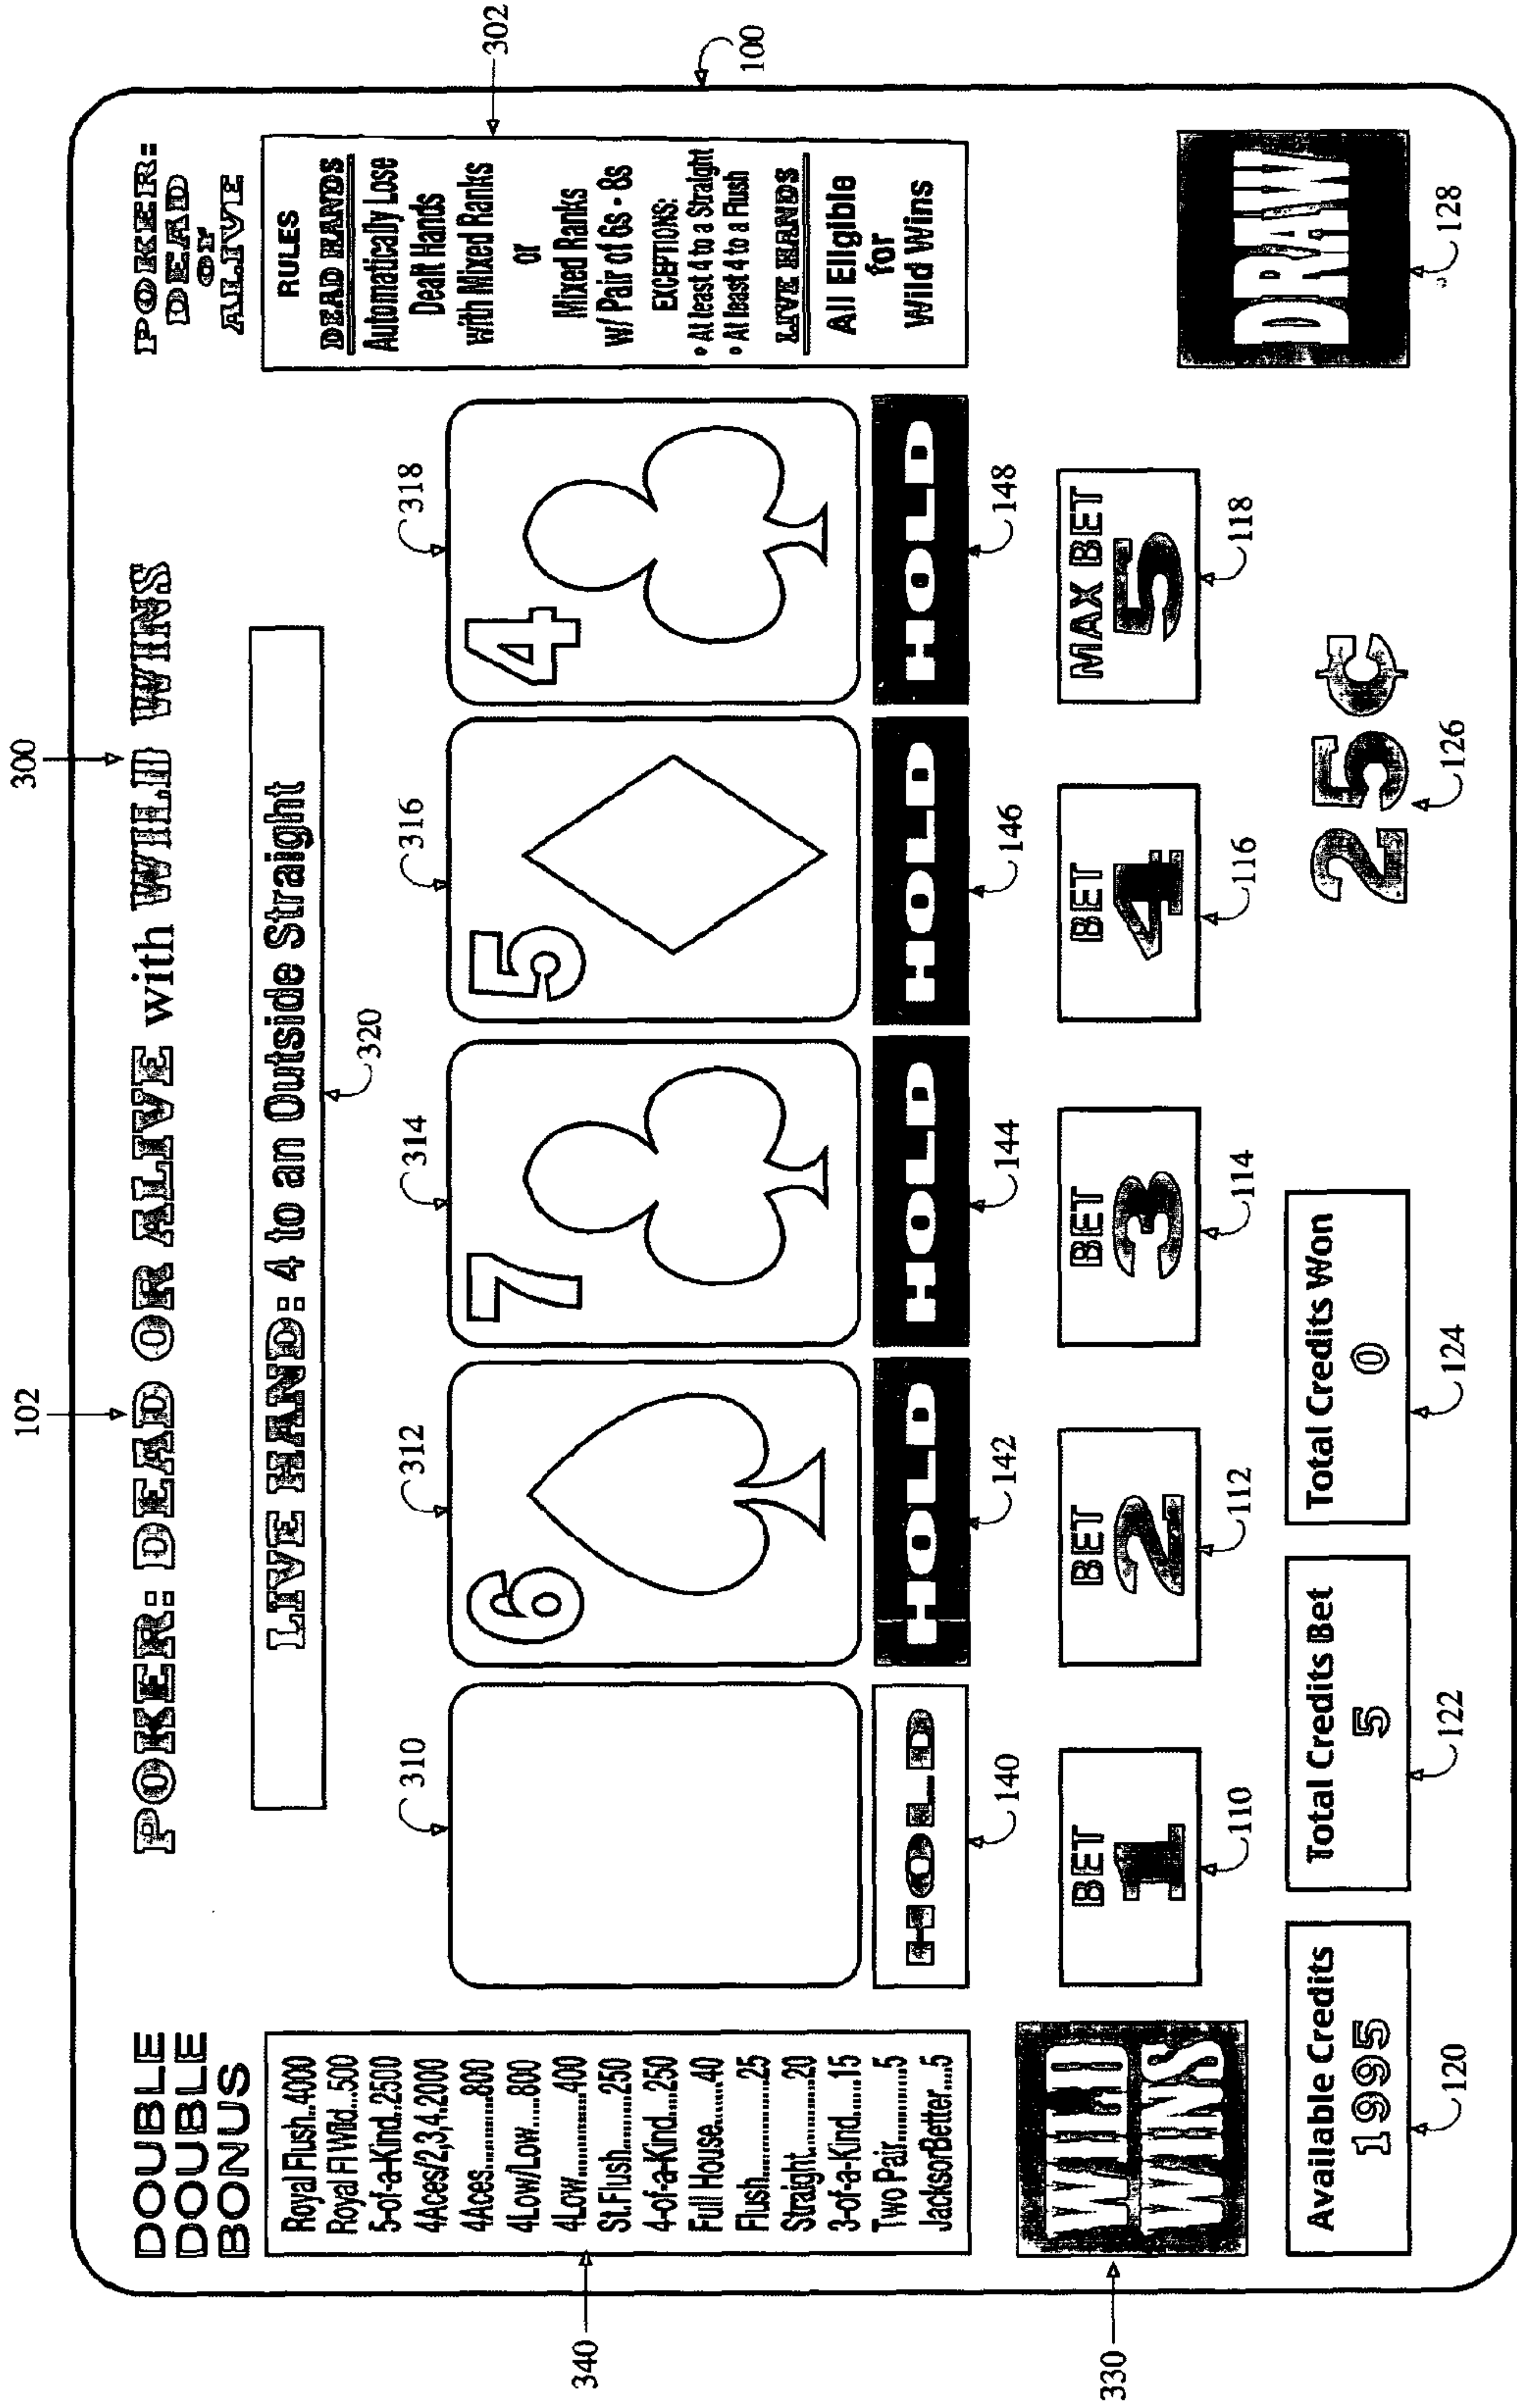 300
102
POKER: DEAD OR ALIVE with WILD WINS
DOUBLE
DOUBLE
BONUS
Royal Flush..4000
Royal Fl Wld...500
5-of-a-Kind..2500
4Aces/2,3,4.2000
4Aces..........800
4Low/Low.....800
4Low...........400
St.Flush.......250
4-of-a-Kind....250
Full House......40
Flush..............25
Straight..........20
3-of-a-Kind.....15
Two Pair...........5
JacksorBetter....5
340
LIVE HAND: 4 to an Outside Straight
320
POKER:
DEAD
or
ALIVE
RULES
DEAD HANDS
Automatically Lose
Dealt Hands
with Mixed Ranks
or
Mixed Ranks
w/ Pair of 6s - 8s
EXCEPTIONS:
• At least 4 to a Straight
• At least 4 to a Flush
LIVE HANDS
All Eligible
for
Wild Wins
302
100
310
312
314
316
318
6
7
5
4
HOLD
HOLD
HOLD
HOLD
HOLD
140
142
144
146
148
WILD
WINS
330
BET
1
BET
2
BET
3
BET
4
MAX BET
5
110
112
114
116
118
DRAW
128
Available Credits
1995
120
Total Credits Bet
5
122
Total Credits Won
0
124
25¢
126